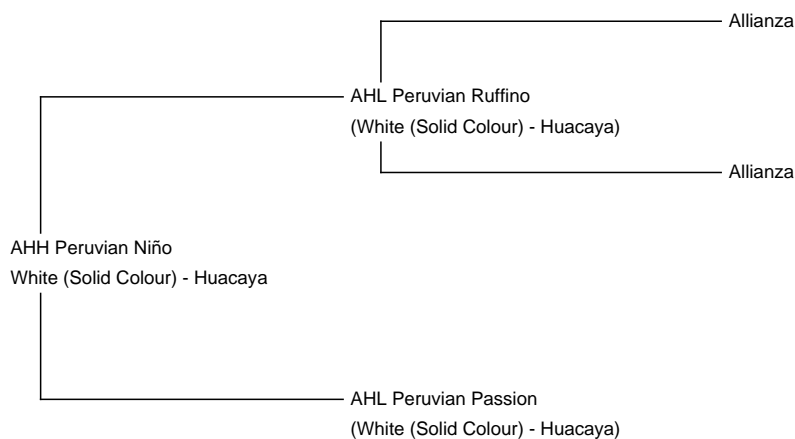 Allianza
AHL Peruvian Ruffino
(White (Solid Colour) - Huacaya)
Allianza
AHH Peruvian Niño
White (Solid Colour) - Huacaya
AHL Peruvian Passion
(White (Solid Colour) - Huacaya)